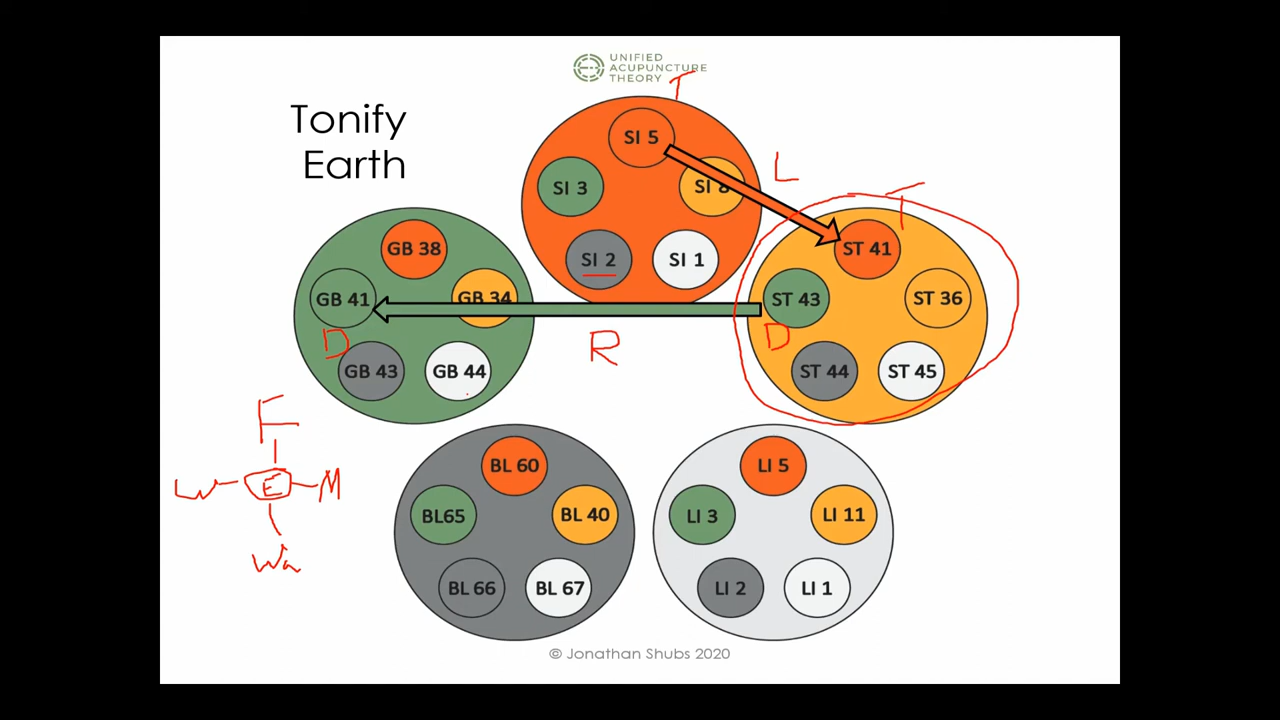 UNIFIED
ACUPUNCTURE
THEORY
Tonify
Earth
T
SI 5
SI 3
SI 8
SI 2
SI 1
L
T
GB 38
GB 41
GB 34
D
GB 43
GB 44
R
ST 41
ST 43
ST 36
D
ST 44
ST 45
F
W
E
M
Wa
BL 60
BL65
BL 40
BL 66
BL 67
LI 5
LI 3
LI 11
LI 2
LI 1
© Jonathan Shubs 2020